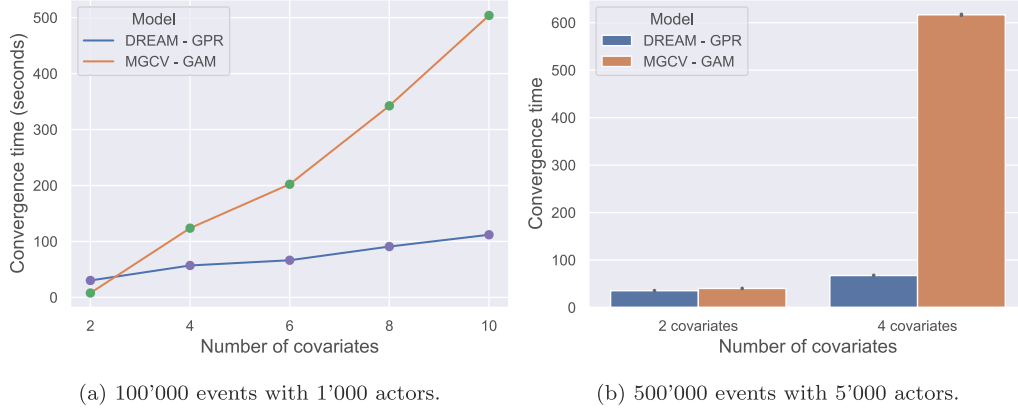 Model
DREAM - GPR
MGCV - GAM
Convergence time (seconds)
500
400
300
200
100
0
2
4
6
8
10
Number of covariates
(a) 100'000 events with 1'000 actors.
Model
DREAM - GPR
MGCV - GAM
Convergence time
600
500
400
300
200
100
0
2 covariates
4 covariates
Number of covariates
(b) 500'000 events with 5'000 actors.